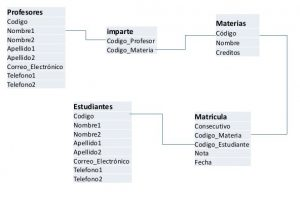 Profesores
Codigo
Nombre1
Nombre2
Apellido1
Apellido2
Correo_Electrónico
Telefono1
Telefono2
imparte
Codigo_Profesor
Codigo_Materia
Materias
Código
Nombre
Creditos
Estudiantes
Codigo
Nombre1
Nombre2
Apellido1
Apellido2
Correo_Electrónico
Telefono1
Telefono2
Matricula
Consecutivo
Codigo_Materia
Codigo_Estudiante
Nota
Fecha